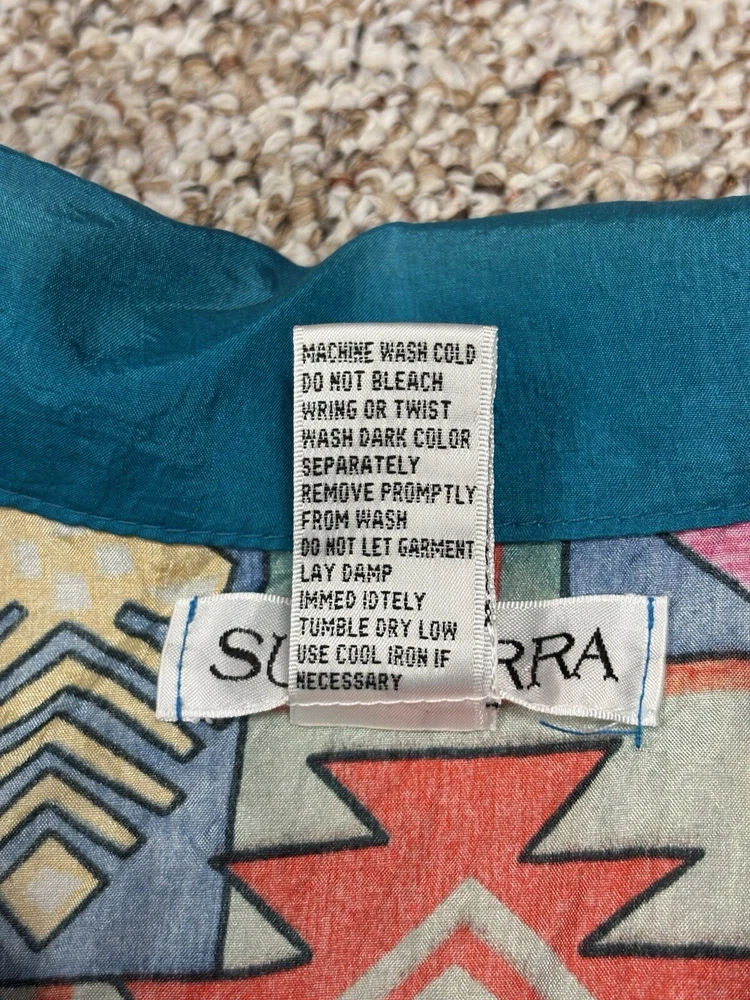 MACHINE WASH COLD
DO NOT BLEACH
WRING OR TWIST
WASH DARK COLOR
SEPARATELY
REMOVE PROMPTLY
FROM WASH
DO NOT LET GARMENT
LAY DAMP
IMMED IDTELY
TUMBLE DRY LOW
USE COOL IRON IF
NECESSARY